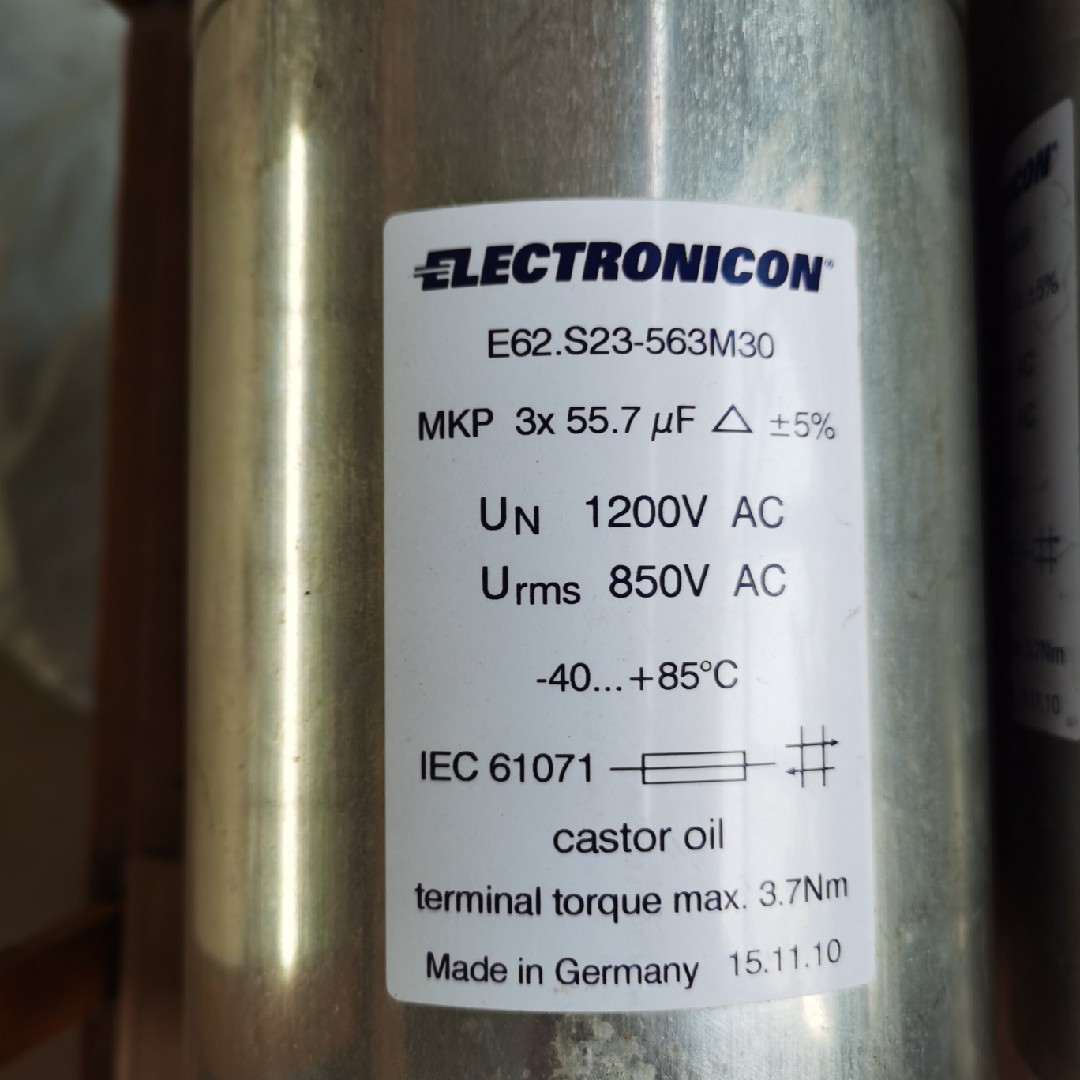 ELECTRONICON
E62.S23-563M30
MKP 3x 55.7 µF △ ±5%
UN 1200V AC
Urms 850V AC
-40...+85°C
IEC 61071
castor oil
terminal torque max. 3.7Nm
Made in Germany 15.11.10